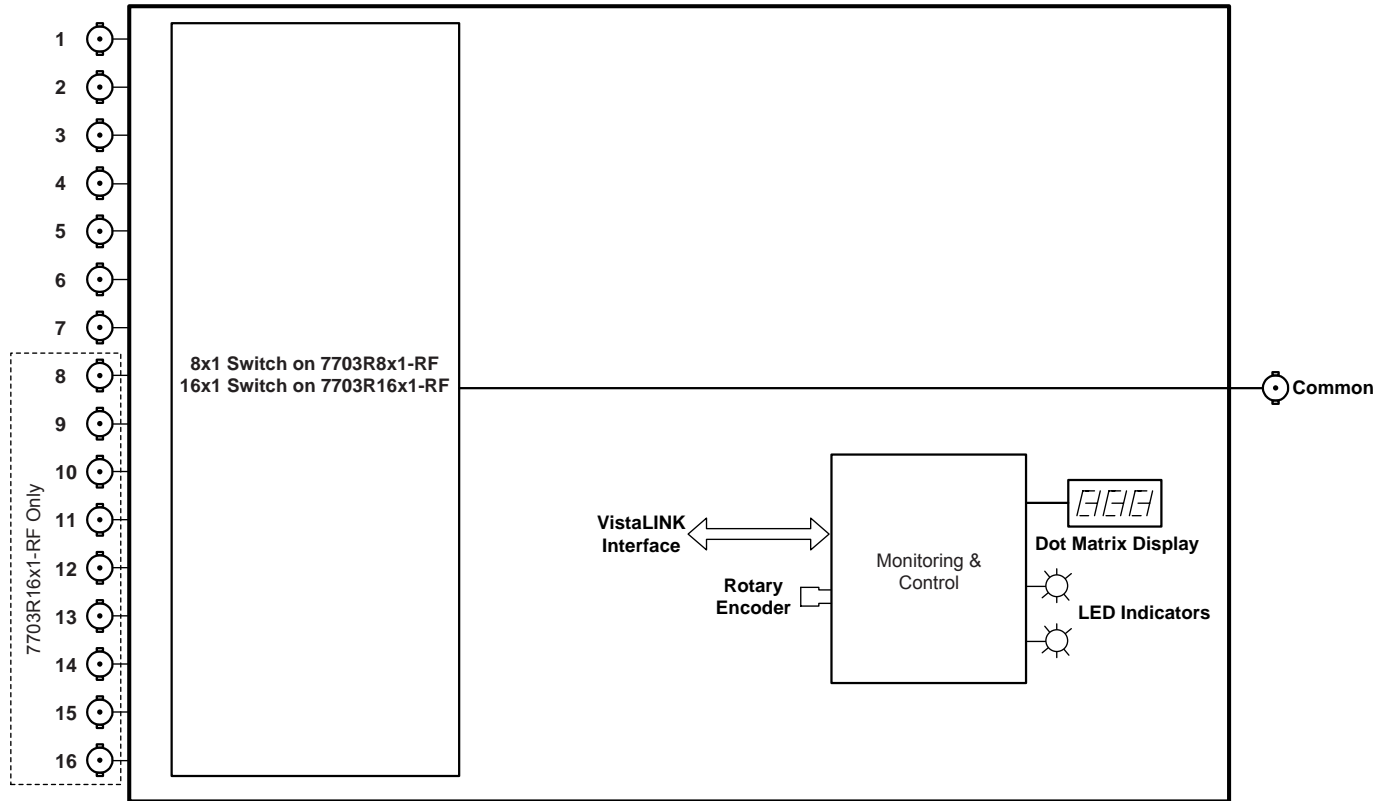 1
2
3
4
5
6
7
8
9
10
11
12
13
14
15
16
7703R16x1-RF Only
8x1 Switch on 7703R8x1-RF
16x1 Switch on 7703R16x1-RF
Common
VistaLINK
Interface
Rotary
Encoder
Monitoring &
Control
Dot Matrix Display
LED Indicators